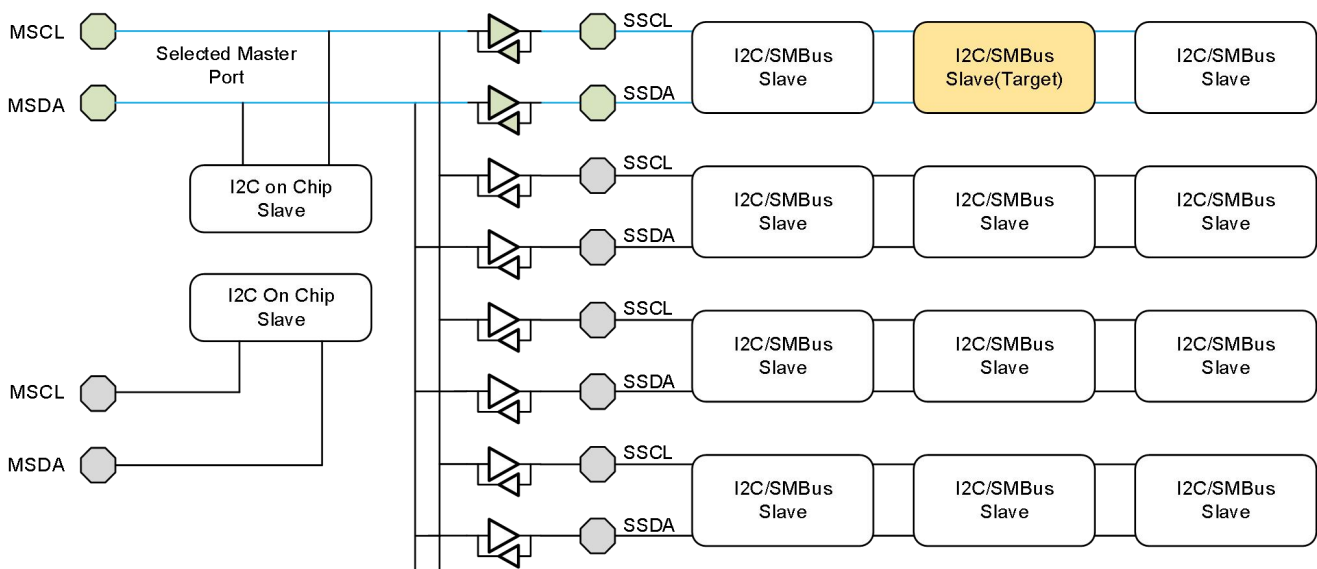 MSCL
SSCL
I2C/SMBus
Slave
I2C/SMBus
Slave(Target)
I2C/SMBus
Slave
Selected Master
Port
MSDA
SSDA
I2C on Chip
Slave
SSCL
I2C/SMBus
Slave
I2C/SMBus
Slave
I2C/SMBus
Slave
SSDA
I2C On Chip
Slave
SSCL
I2C/SMBus
Slave
I2C/SMBus
Slave
I2C/SMBus
Slave
MSCL
SSDA
MSDA
SSCL
I2C/SMBus
Slave
I2C/SMBus
Slave
I2C/SMBus
Slave
SSDA